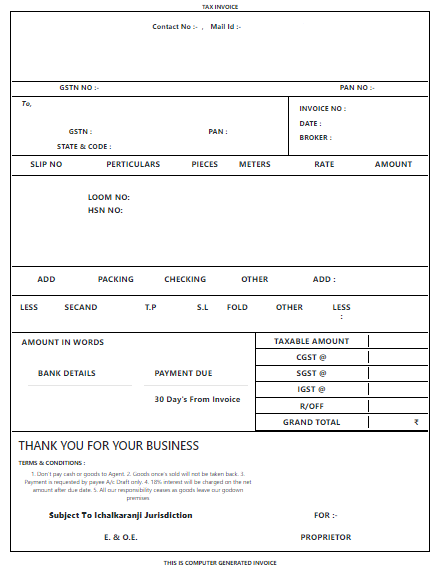 TAX INVOICE
Contact No :- , Mail Id :-
GSTN NO :- PAN NO :-
To,
INVOICE NO :
DATE :
GSTN : PAN :
BROKER :
STATE & CODE :
SLIP NO PERTICULARS PIECES METERS RATE AMOUNT
LOOM NO:
HSN NO:
ADD PACKING CHECKING OTHER ADD :
LESS SECAND T.P S.L FOLD OTHER LESS
:
AMOUNT IN WORDS
TAXABLE AMOUNT
CGST @
BANK DETAILS PAYMENT DUE
SGST @
IGST @
30 Day's From Invoice
R/OFF
GRAND TOTAL ₹
THANK YOU FOR YOUR BUSINESS
TERMS & CONDITIONS :
1. Don't pay cash or goods to Agent. 2. Goods once's sold will not be taken back. 3.
Payment is requested by payee A/c Draft only. 4. 18% interest will be charged on the net
amount after due date. 5. All our responsibility ceases as goods leave our godown
premises
Subject To Ichalkaranji Jurisdiction FOR :-
E. & O.E. PROPRIETOR
THIS IS COMPUTER GENERATED INVOICE